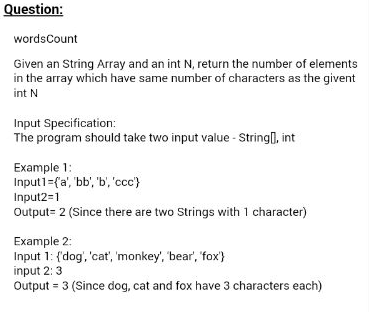 Question:
wordsCount
Given an String Array and an int N, return the number of elements
in the array which have same number of characters as the givent
int N
Input Specification:
The program should take two input value - String[], int
Example 1:
Input1={'a', 'bb', 'b', 'ccc'}
Input2=1
Output= 2 (Since there are two Strings with 1 character)
Example 2:
Input 1: {'dog', 'cat', 'monkey', 'bear', 'fox'}
input 2: 3
Output = 3 (Since dog, cat and fox have 3 characters each)